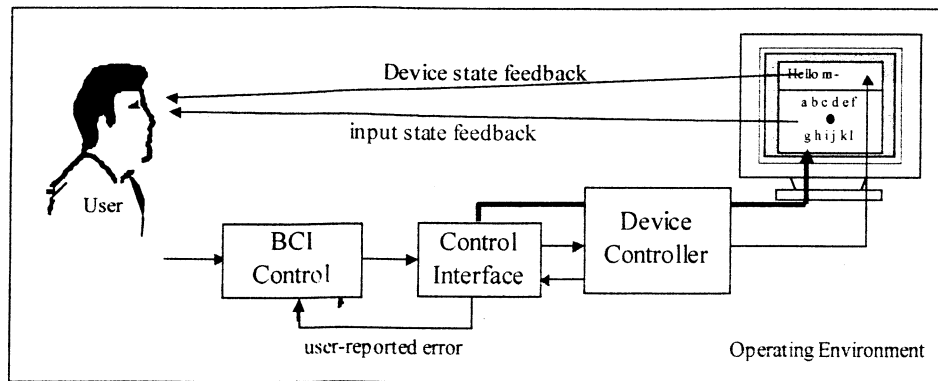 Device state feedback
Hello m-
a b c d e f
input state feedback
g h i j k l
User
BCI
Control
Control
Interface
Device
Controller
user-reported error
Operating Environment